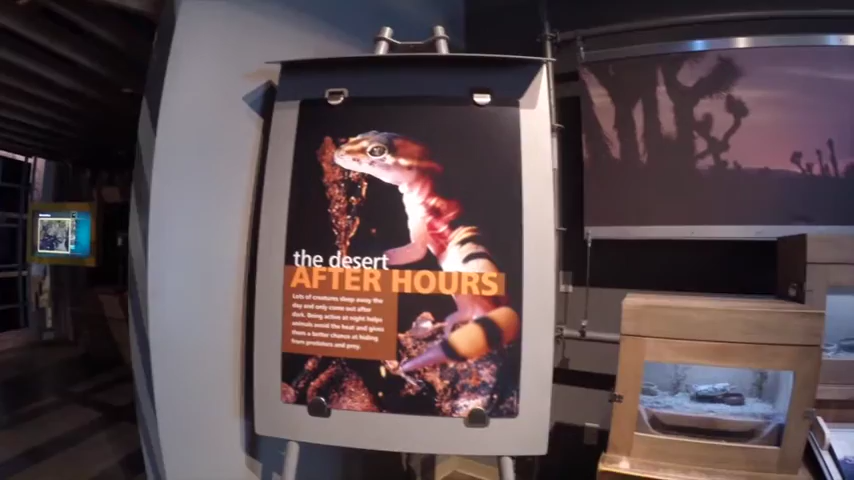 the desert
AFTER HOURS
Lots of creatures sleep away the
day and only come out after
dark. Being active at night helps
animals avoid the heat and gives
them a better chance at hiding
from predators and prey.